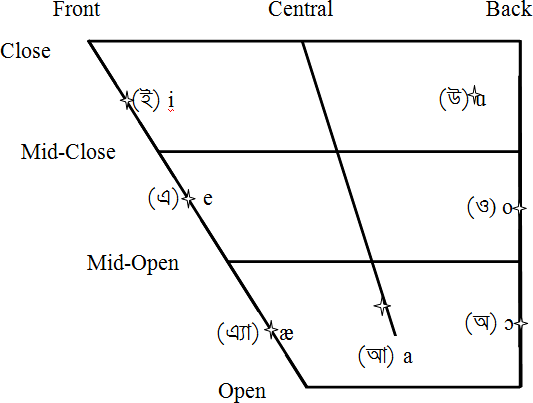 Front Central Back
Close
(ই) i̬ (উ) u
Mid-Close
(এ) e (ও) o
Mid-Open
(এ্যা) æ (অ) ɔ
(আ) a
Open